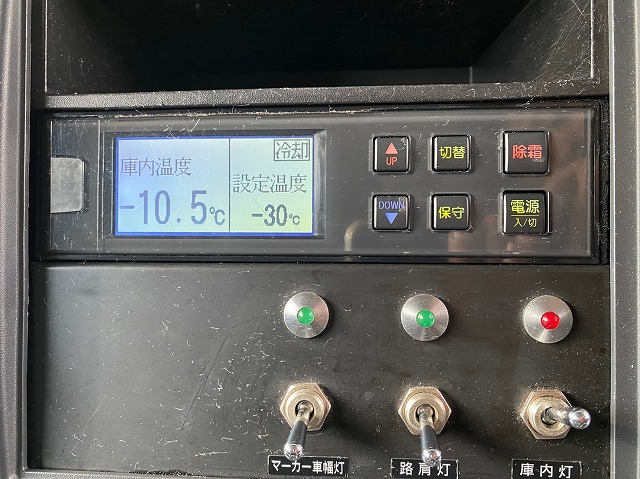 冷却
庫内温度
-10.5℃
設定温度
-30℃
UP
切替
除霜
DOWN
保守
電源
入/切
マーカー車幅灯
路肩灯
庫内灯